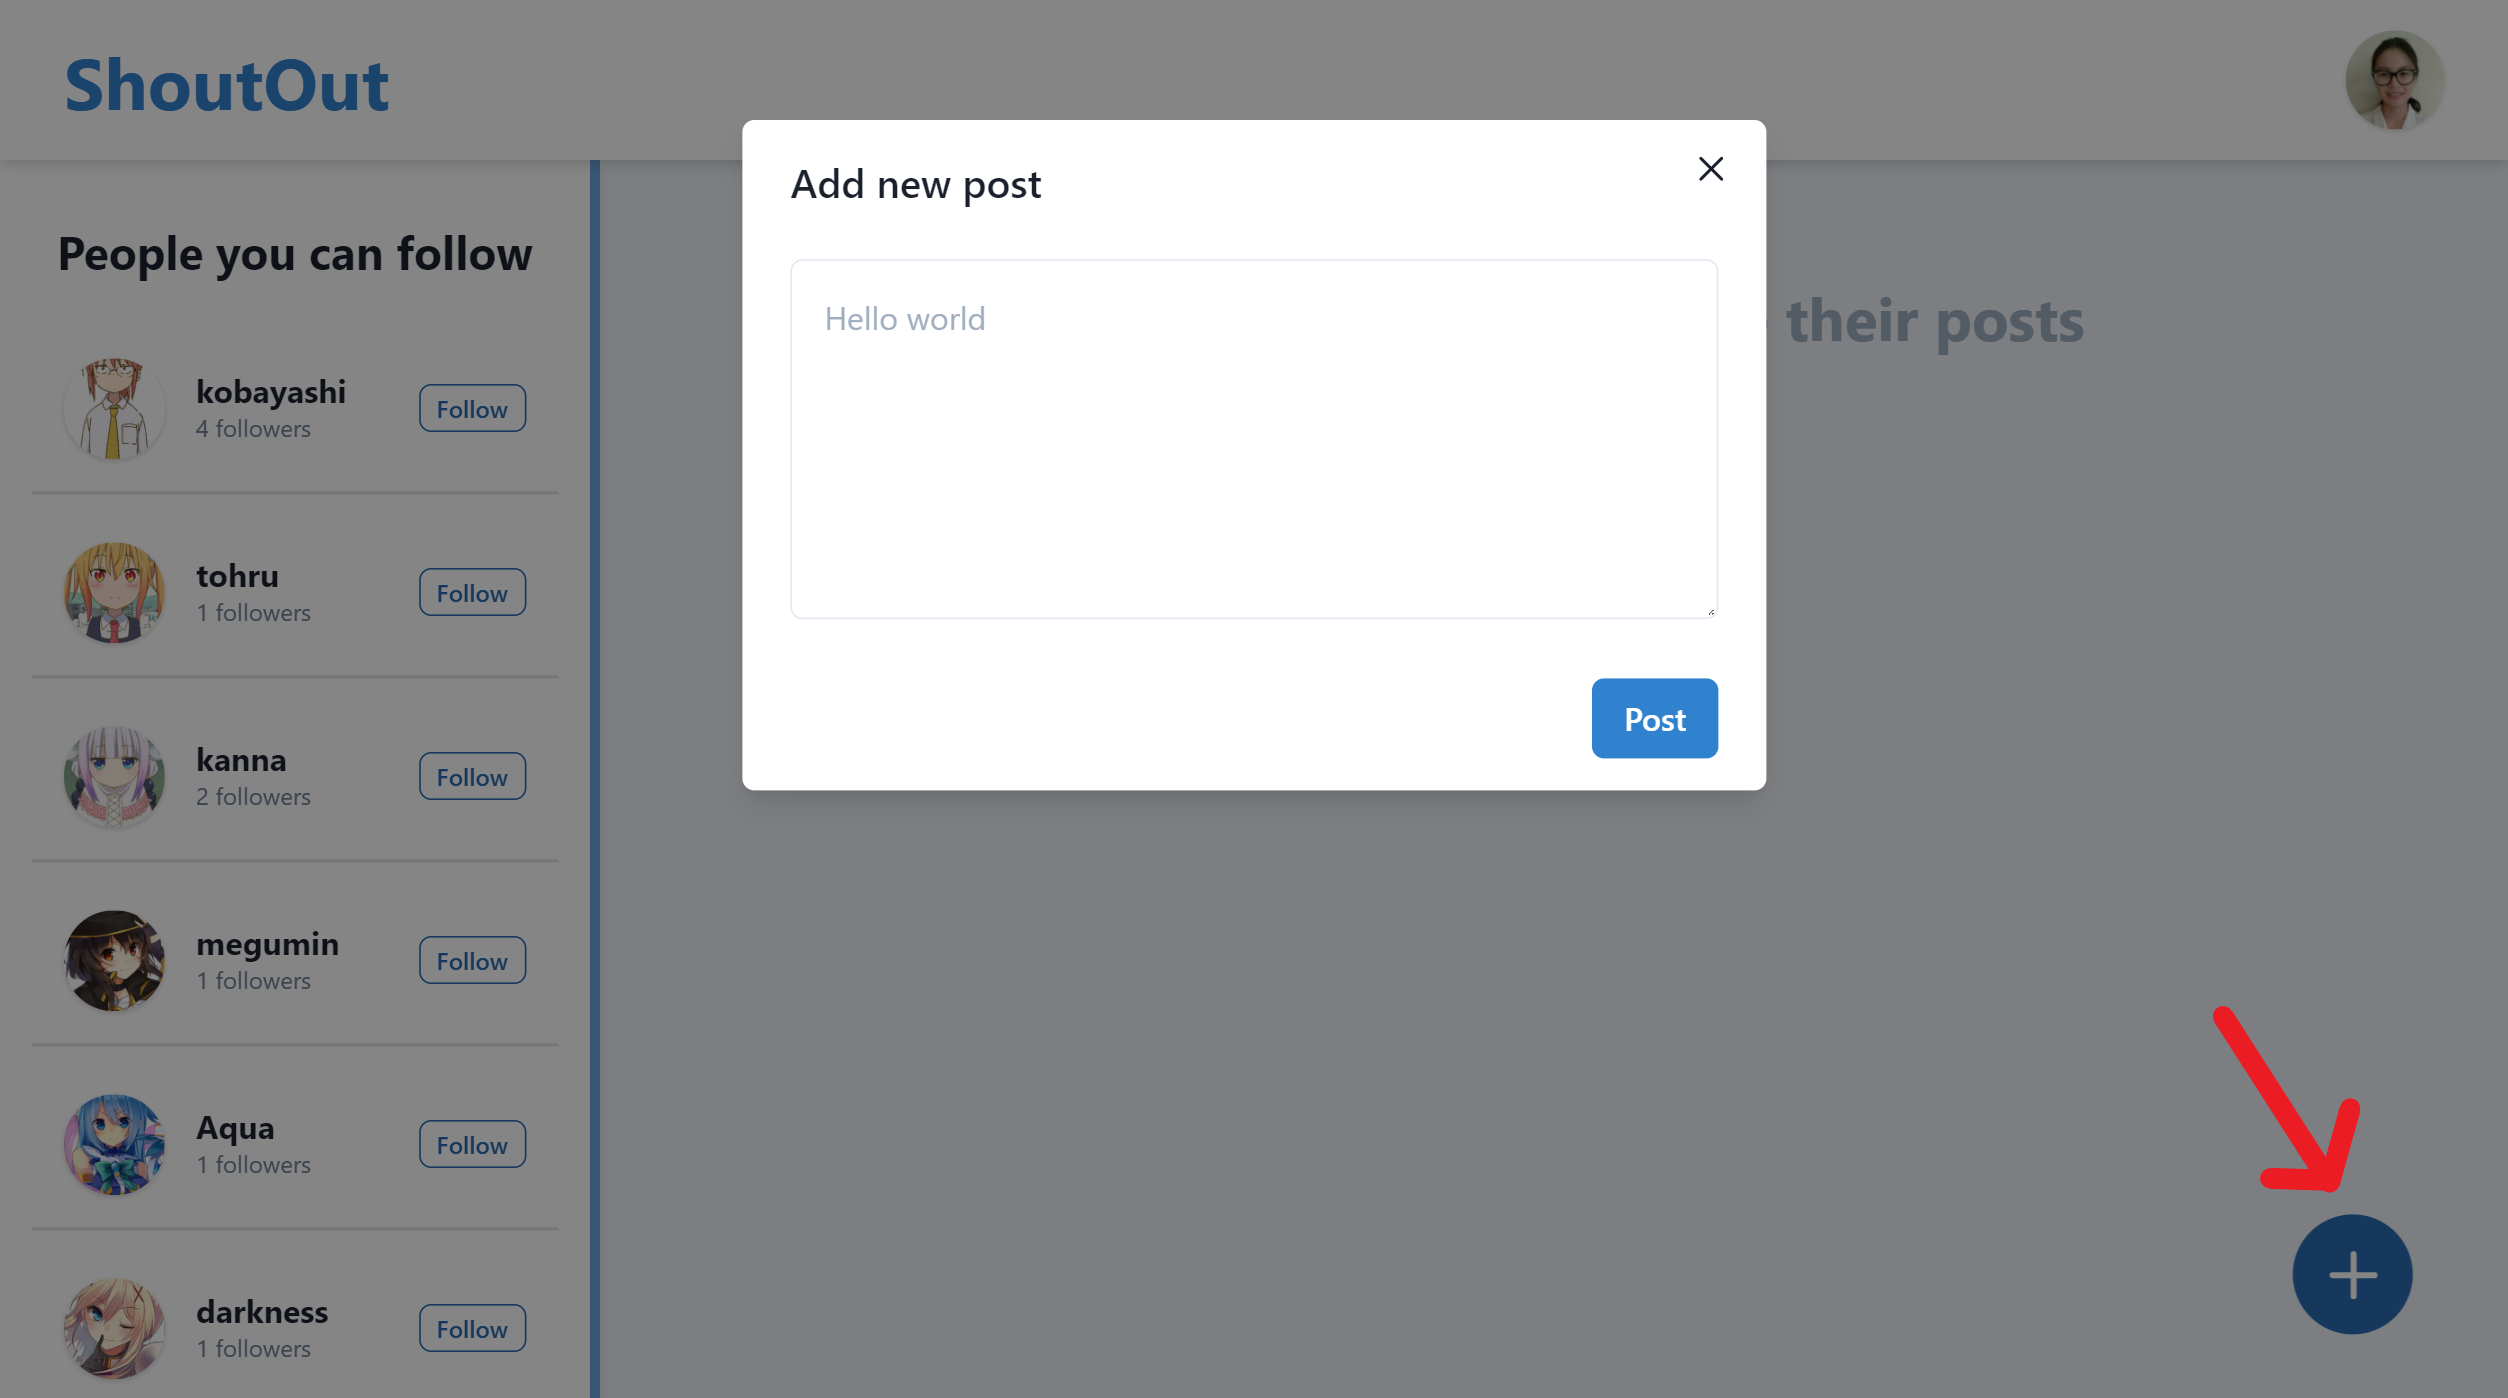 ShoutOut
Add new post
Hello world
Post
their posts
People you can follow
kobayashi
4 followers
Follow
tohru
1 followers
Follow
kanna
2 followers
Follow
megumin
1 followers
Follow
Aqua
1 followers
Follow
darkness
1 followers
Follow